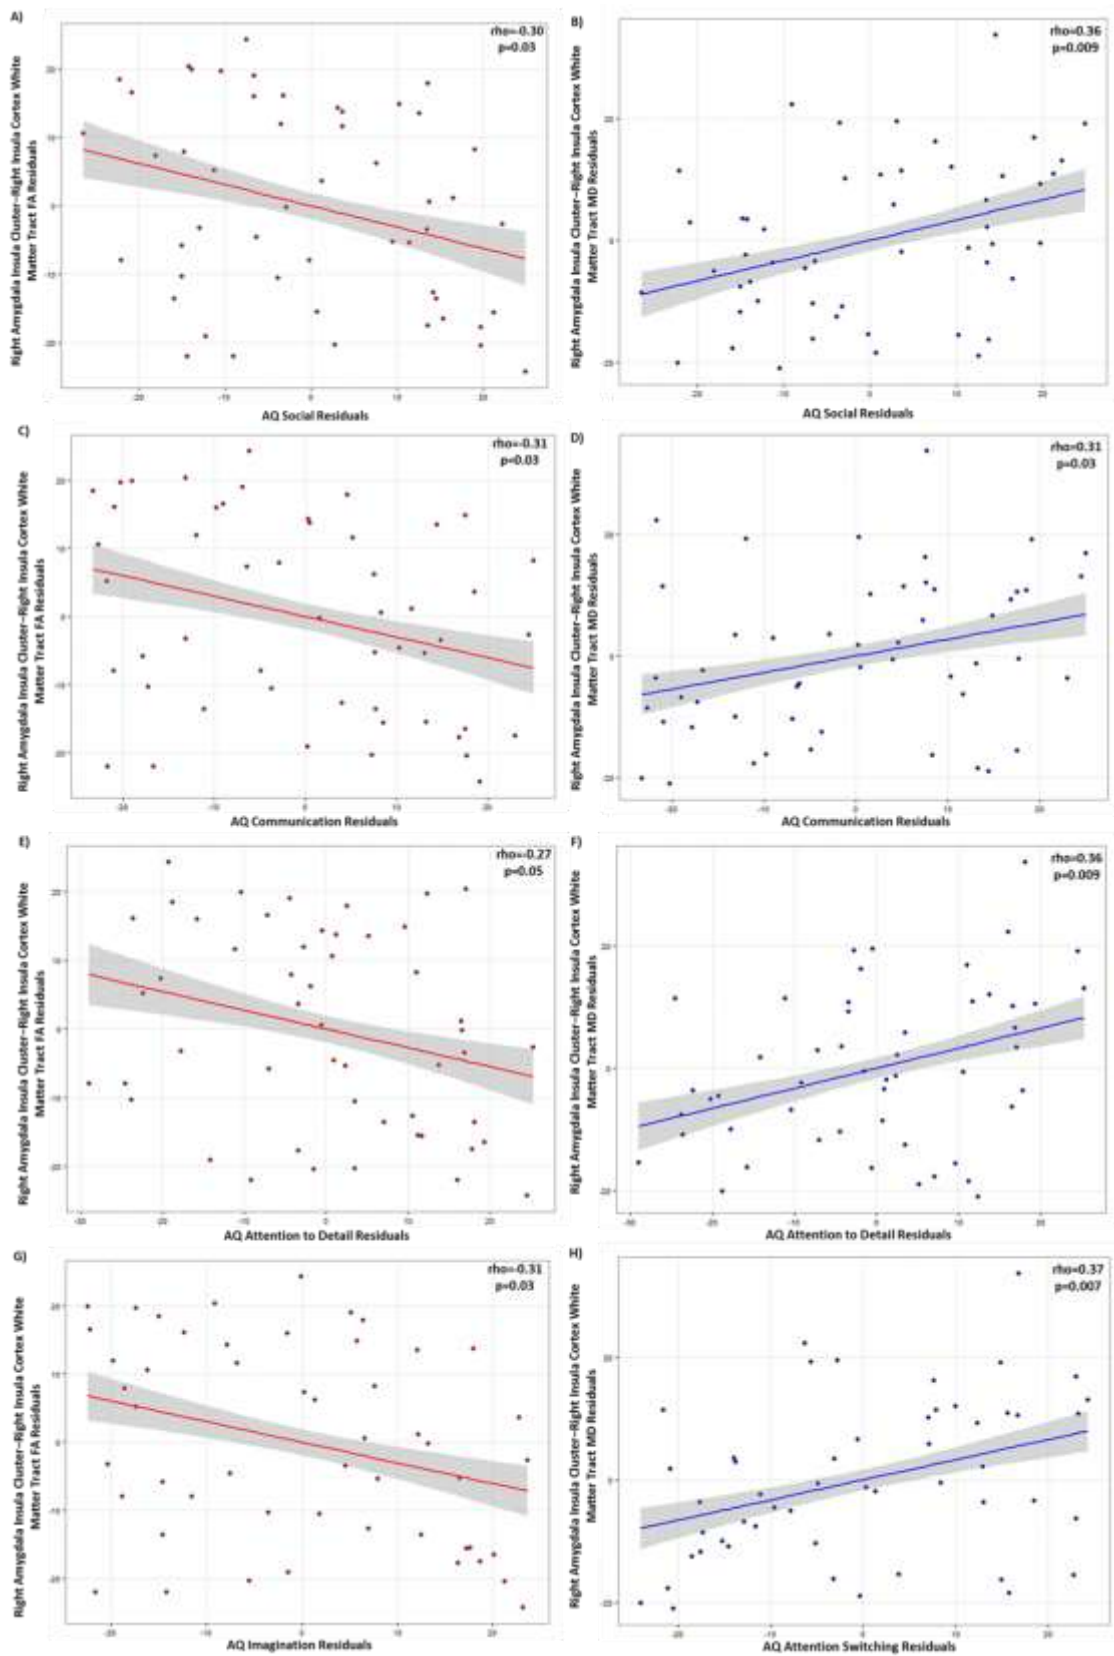 A)
rho=-0.30
p=0.03
Right Amygdala Insula Cluster–Right Insula Cortex White
Matter Tract FA Residuals
AQ Social Residuals
B)
rho=0.36
p=0.009
Right Amygdala Insula Cluster–Right Insula Cortex White
Matter Tract MD Residuals
AQ Social Residuals
C)
rho=-0.31
p=0.03
Right Amygdala Insula Cluster–Right Insula Cortex White
Matter Tract FA Residuals
AQ Communication Residuals
D)
rho=0.31
p=0.03
Right Amygdala Insula Cluster–Right Insula Cortex White
Matter Tract MD Residuals
AQ Communication Residuals
E)
rho=-0.27
p=0.05
Right Amygdala Insula Cluster–Right Insula Cortex White
Matter Tract FA Residuals
AQ Attention to Detail Residuals
F)
rho=0.36
p=0.009
Right Amygdala Insula Cluster–Right Insula Cortex White
Matter Tract MD Residuals
AQ Attention to Detail Residuals
G)
rho=-0.31
p=0.03
Right Amygdala Insula Cluster–Right Insula Cortex White
Matter Tract FA Residuals
AQ Imagination Residuals
H)
rho=0.37
p=0.007
Right Amygdala Insula Cluster–Right Insula Cortex White
Matter Tract MD Residuals
AQ Attention Switching Residuals